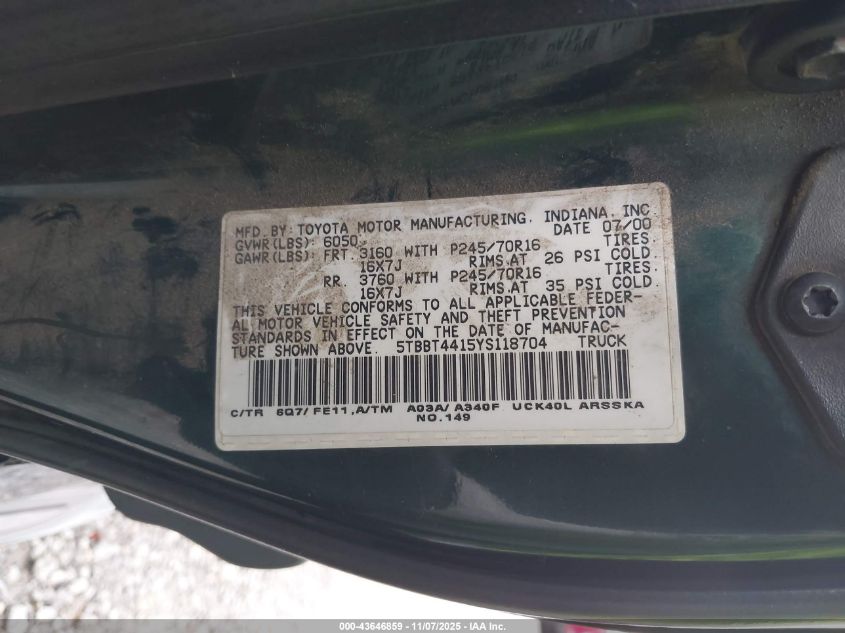 MFD. BY: TOYOTA MOTOR MANUFACTURING, INDIANA, INC.
GVWR(LBS): 6050 DATE 07/00
GAWR(LBS): FRT. 3160 WITH P245/70R16 TIRES,
16X7J RIMS,AT 26 PSI COLD.
RR. 3760 WITH P245/70R16 TIRES,
16X7J RIMS,AT 35 PSI COLD.
THIS VEHICLE CONFORMS TO ALL APPLICABLE FEDER-
AL MOTOR VEHICLE SAFETY AND THEFT PREVENTION
STANDARDS IN EFFECT ON THE DATE OF MANUFAC-
TURE SHOWN ABOVE. 5TBBT4415YS118704 TRUCK
C/TR 6Q7/ FE11,A/TM A03A/ A340F UCK40L ARSSKA
NO.149
000-43646859 - 11/07/2025 - IAA Inc.